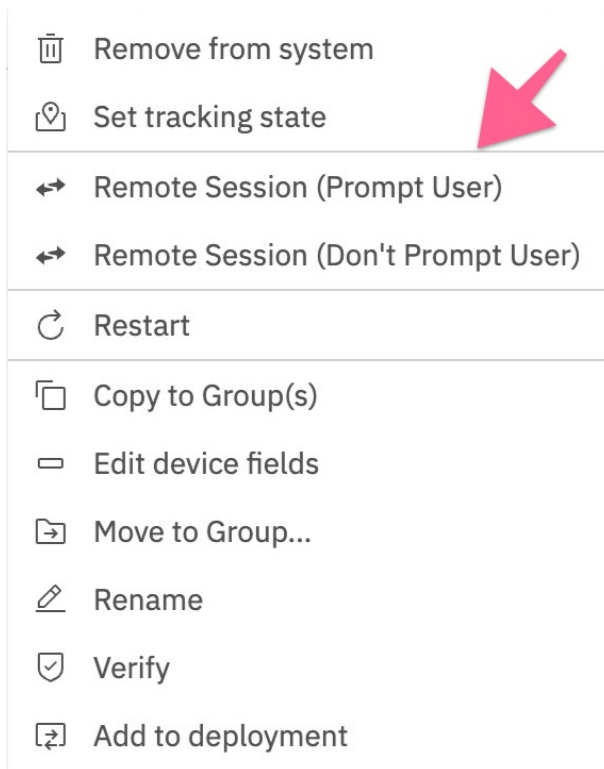 Remove from system
Set tracking state
Remote Session (Prompt User)
Remote Session (Don't Prompt User)
Restart
Copy to Group(s)
Edit device fields
Move to Group...
Rename
Verify
Add to deployment